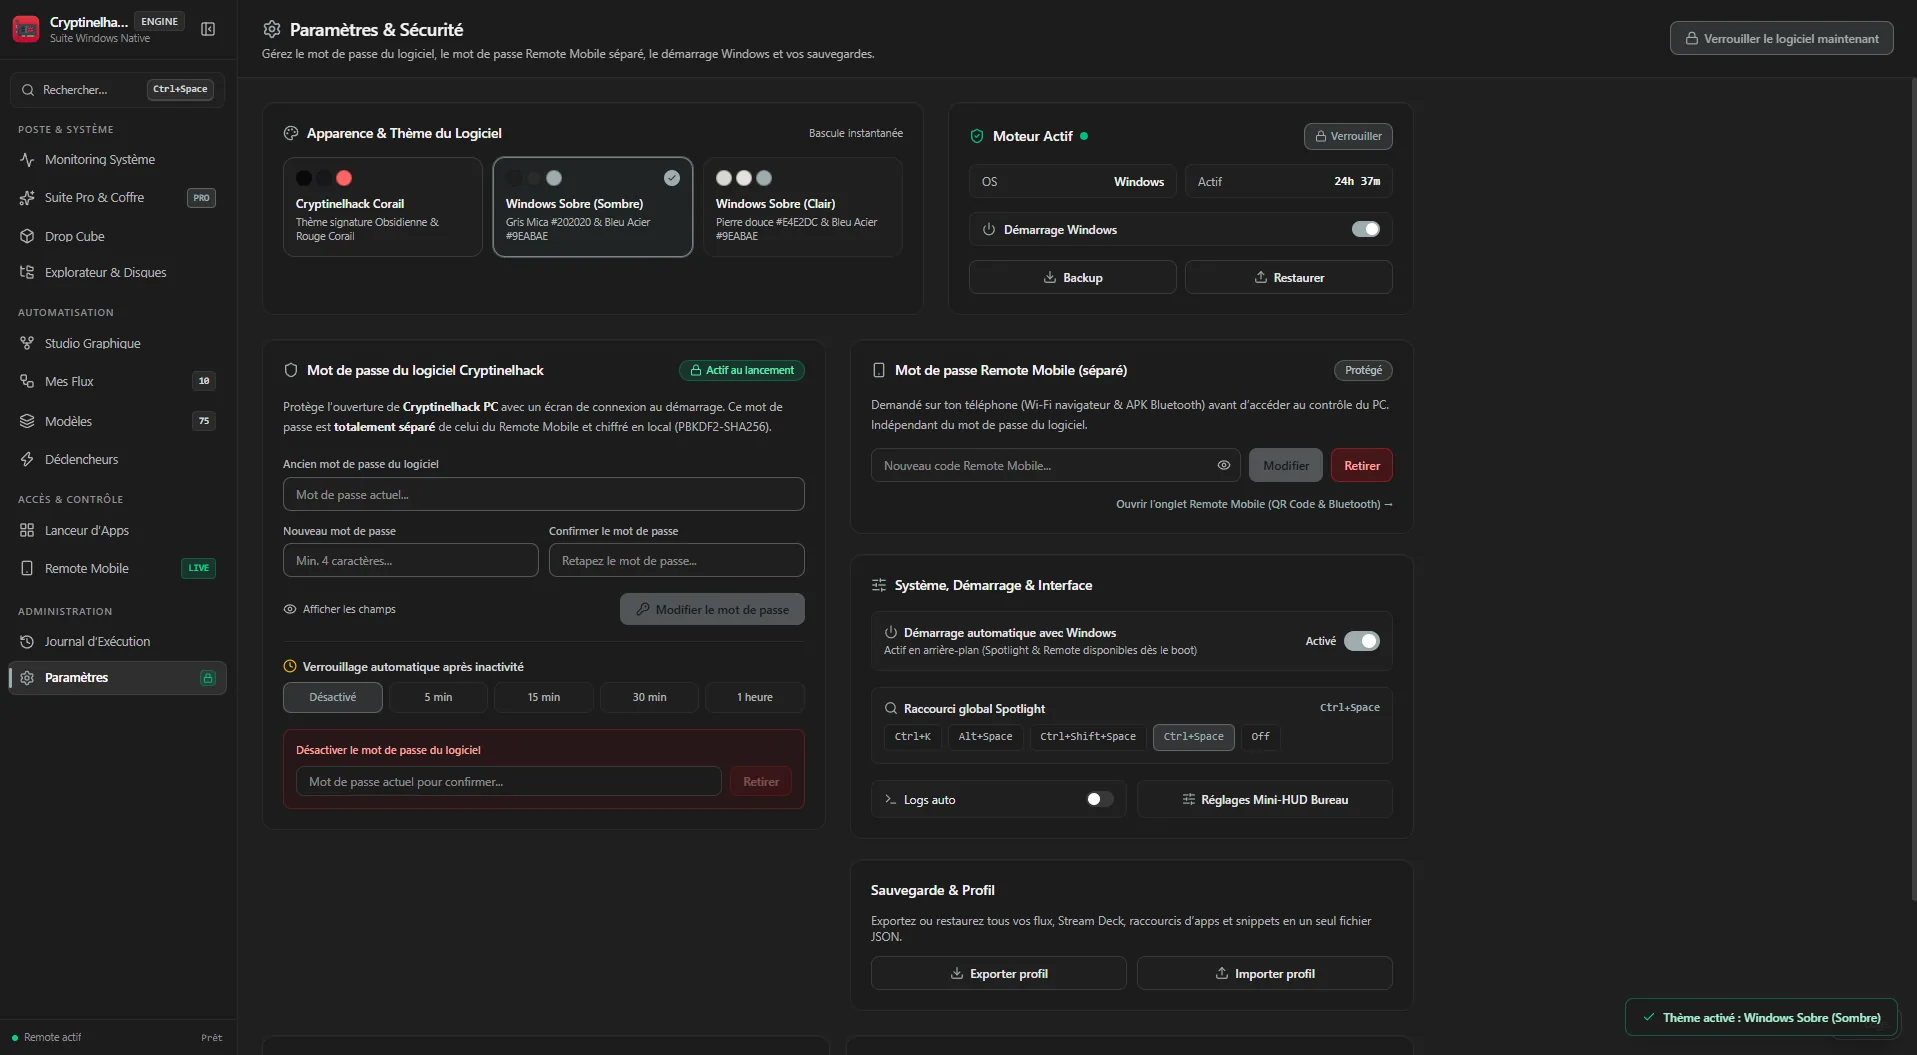 Cryptinelha...
ENGINE
Suite Windows Native
Rechercher...
Ctrl+Space
POSTE & SYSTÈME
Monitoring Système
Suite Pro & Coffre
PRO
Drop Cube
Explorateur & Disques
AUTOMATISATION
Studio Graphique
Mes Flux
10
Modèles
75
Déclencheurs
ACCÈS & CONTRÔLE
Lanceur d'Apps
Remote Mobile
LIVE
ADMINISTRATION
Journal d'Exécution
Paramètres
Remote actif
Prêt
Paramètres & Sécurité
Gérez le mot de passe du logiciel, le mot de passe Remote Mobile séparé, le démarrage Windows et vos sauvegardes.
Verrouiller le logiciel maintenant
Apparence & Thème du Logiciel
Bascule instantanée
Cryptinelhack Corail
Thème signature Obsidienne &
Rouge Corail
Windows Sobre (Sombre)
Gris Mica #202020 & Bleu Acier
#9EABAE
Windows Sobre (Clair)
Pierre douce #E4E2DC & Bleu Acier
#9EABAE
Moteur Actif
Verrouiller
OS
Windows
Actif
24h 37m
Démarrage Windows
Backup
Restaurer
Mot de passe du logiciel Cryptinelhack
Actif au lancement
Protège l'ouverture de Cryptinelhack PC avec un écran de connexion au démarrage. Ce mot de
passe est totalement séparé de celui du Remote Mobile et chiffré en local (PBKDF2-SHA256).
Ancien mot de passe du logiciel
Mot de passe actuel...
Nouveau mot de passe
Confirmer le mot de passe
Min. 4 caractères...
Retapez le mot de passe...
Afficher les champs
Modifier le mot de passe
Verrouillage automatique après inactivité
Désactivé
5 min
15 min
30 min
1 heure
Désactiver le mot de passe du logiciel
Mot de passe actuel pour confirmer...
Retirer
Mot de passe Remote Mobile (séparé)
Protégé
Demandé sur ton téléphone (Wi-Fi navigateur & APK Bluetooth) avant d'accéder au contrôle du PC.
Indépendant du mot de passe du logiciel.
Nouveau code Remote Mobile...
Modifier
Retirer
Ouvrir l'onglet Remote Mobile (QR Code & Bluetooth) →
Système, Démarrage & Interface
Démarrage automatique avec Windows
Actif en arrière-plan (Spotlight & Remote disponibles dès le boot)
Activé
Raccourci global Spotlight
Ctrl+Space
Ctrl+K
Alt+Space
Ctrl+Shift+Space
Ctrl+Space
Off
Logs auto
Réglages Mini-HUD Bureau
Sauvegarde & Profil
Exportez ou restaurez tous vos flux, Stream Deck, raccourcis d'apps et snippets en un seul fichier
JSON.
Exporter profil
Importer profil
Thème activé : Windows Sobre (Sombre)